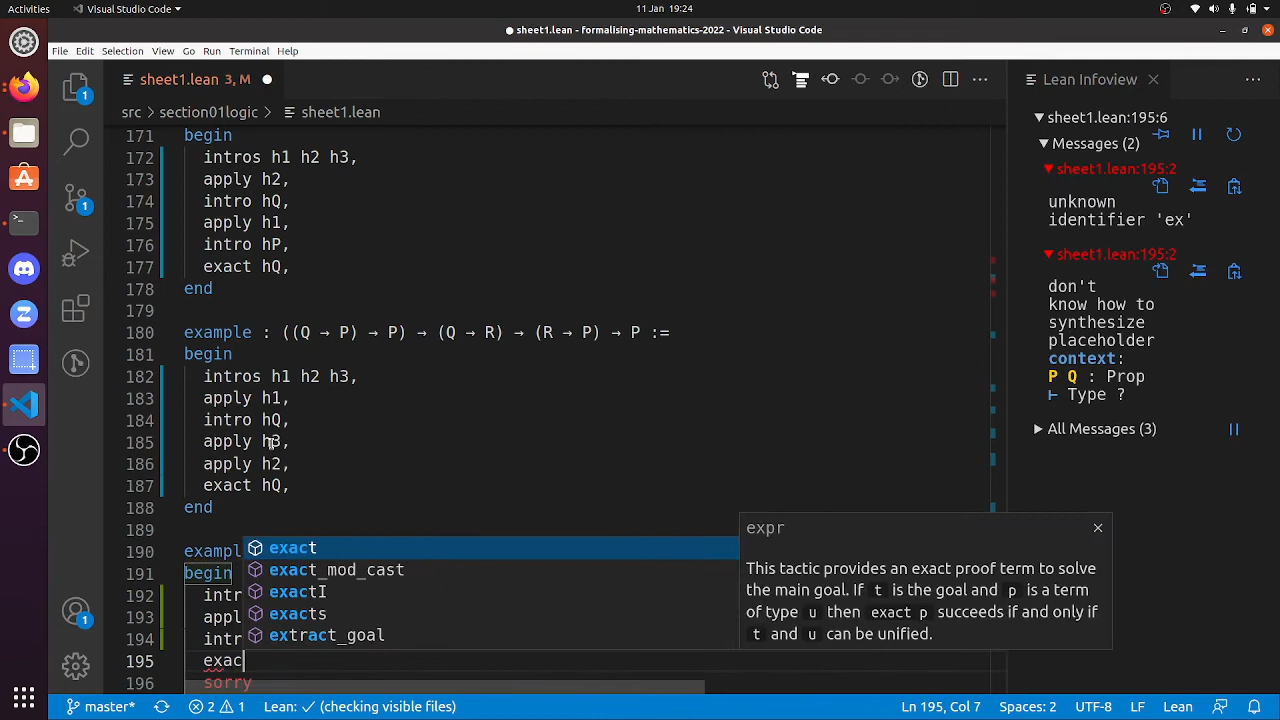 Activities
Visual Studio Code
11 Jan 19:24
● sheet1.lean - formalising-mathematics-2022 - Visual Studio Code
File Edit Selection View Go Run Terminal Help
sheet1.lean 3, M ●
Lean Infoview
src > section01logic > sheet1.lean
171 begin
172 intros h1 h2 h3,
173 apply h2,
174 intro hQ,
175 apply h1,
176 intro hP,
177 exact hQ,
178 end
179
180 example : ((Q → P) → P) → (Q → R) → (R → P) → P :=
181 begin
182 intros h1 h2 h3,
183 apply h1,
184 intro hQ,
185 apply h3,
186 apply h2,
187 exact hQ,
188 end
189
190 exampl
191 begin
192 intr
193 appl
194 intr
195 exac
196 sorry
exact
exact_mod_cast
exactI
exacts
extract_goal
expr
This tactic provides an exact proof term to solve
the main goal. If t is the goal and p is a term
of type u then exact p succeeds if and only if
t and u can be unified.
sheet1.lean:195:6
Messages (2)
sheet1.lean:195:2
unknown
identifier 'ex'
sheet1.lean:195:2
don't
know how to
synthesize
placeholder
context:
P Q : Prop
⊢ Type ?
All Messages (3)
1
1
1
master*
2 1
Lean: ✓ (checking visible files)
Ln 195, Col 7
Spaces: 2
UTF-8
LF
Lean